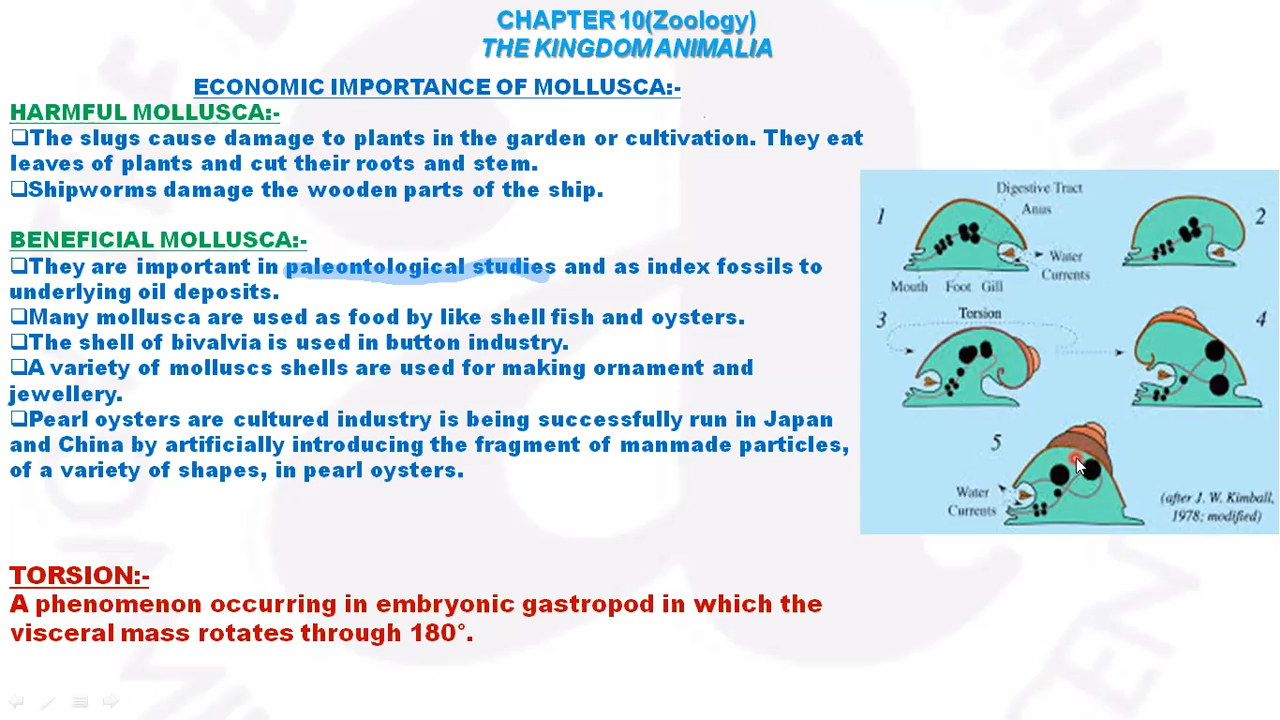 CHAPTER 10(Zoology)
THE KINGDOM ANIMALIA
ECONOMIC IMPORTANCE OF MOLLUSCA:-
HARMFUL MOLLUSCA:-
❑The slugs cause damage to plants in the garden or cultivation. They eat
leaves of plants and cut their roots and stem.
❑Shipworms damage the wooden parts of the ship.
BENEFICIAL MOLLUSCA:-
❑They are important in paleontological studies and as index fossils to
underlying oil deposits.
❑Many mollusca are used as food by like shell fish and oysters.
❑The shell of bivalvia is used in button industry.
❑A variety of molluscs shells are used for making ornament and
jewellery.
❑Pearl oysters are cultured industry is being successfully run in Japan
and China by artificially introducing the fragment of manmade particles,
of a variety of shapes, in pearl oysters.
TORSION:-
A phenomenon occurring in embryonic gastropod in which the
visceral mass rotates through 180°.
Digestive Tract
1
Anus
2
Water
Currents
Mouth Foot Gill
3
Torsion
4
5
Water
Currents
(after J. W. Kimball,
1978; modified)